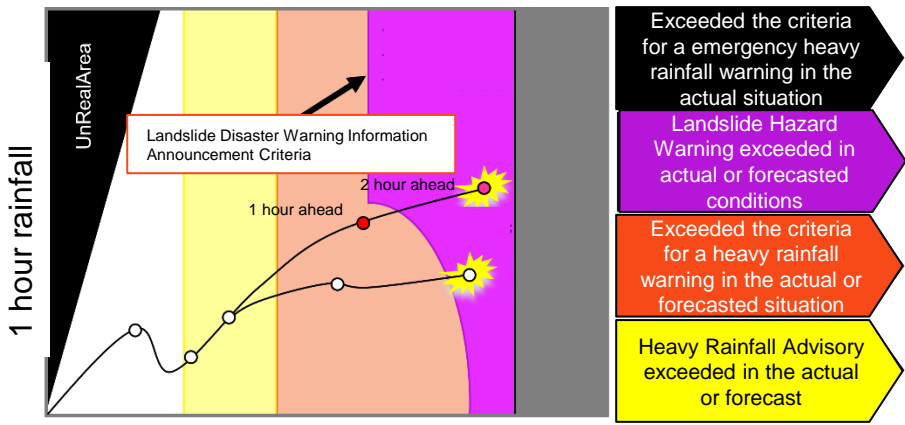 UnRealArea
Landslide Disaster Warning Information
Announcement Criteria
2 hour ahead
1 hour ahead
1 hour rainfall
Exceeded the criteria
for a emergency heavy
rainfall warning in the
actual situation
Landslide Hazard
Warning exceeded in
actual or forecasted
conditions
Exceeded the criteria
for a heavy rainfall
warning in the actual or
forecasted situation
Heavy Rainfall Advisory
exceeded in the actual
or forecast